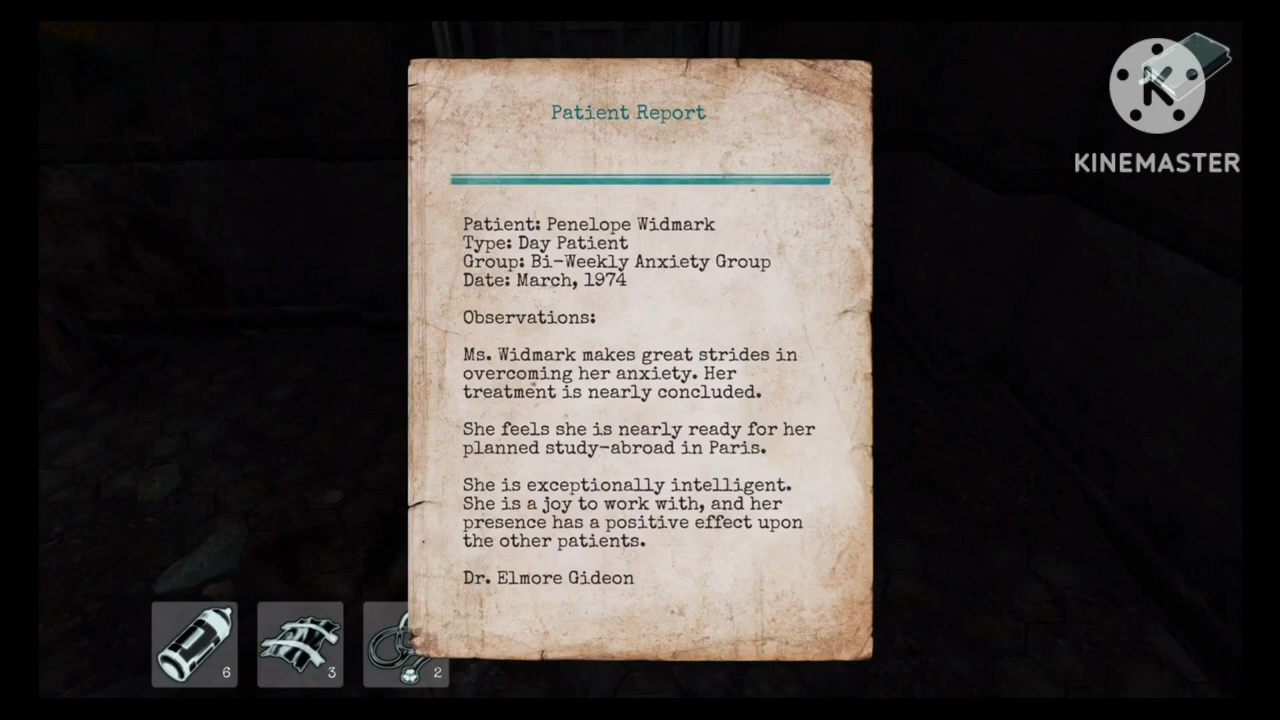 Patient Report
KINEMASTER
Patient: Penelope Widmark
Type: Day Patient
Group: Bi-Weekly Anxiety Group
Date: March, 1974
Observations:
Ms. Widmark makes great strides in
overcoming her anxiety. Her
treatment is nearly concluded.
She feels she is nearly ready for her
planned study-abroad in Paris.
She is exceptionally intelligent.
She is a joy to work with, and her
presence has a positive effect upon
the other patients.
Dr. Elmore Gideon
6
3
2